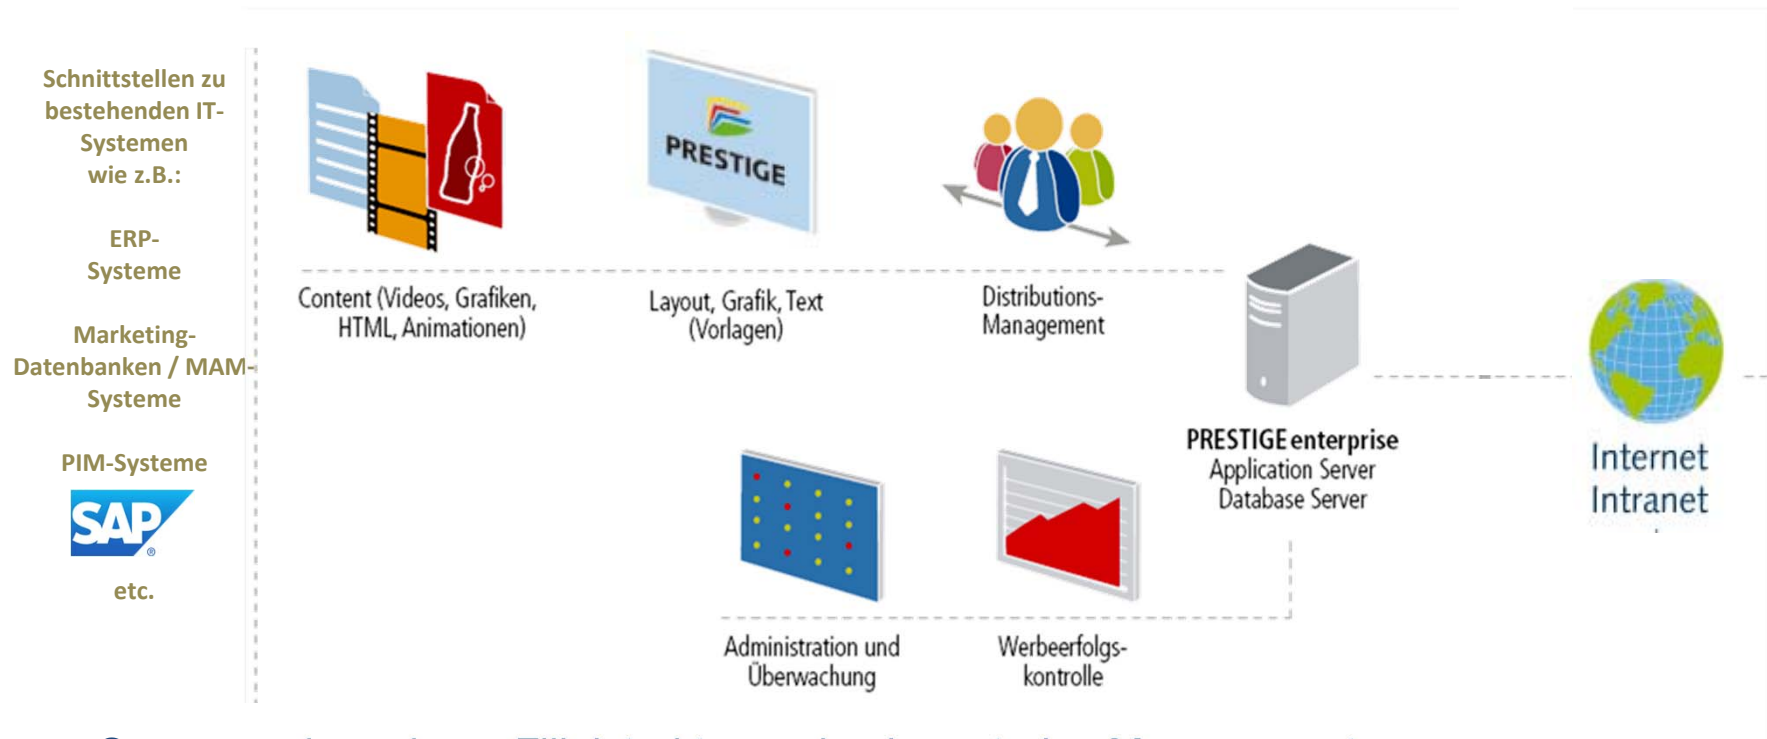 Schnittstellen zu
bestehenden IT-
Systemen
wie z.B.:
ERP-
Systeme
Marketing-
Datenbanken / MAM-
Systeme
PIM-Systeme
SAP
®
etc.
PRESTIGE
Content (Videos, Grafiken,
HTML, Animationen)
Layout, Grafik, Text
(Vorlagen)
Distributions-
Management
PRESTIGE enterprise
Application Server
Database Server
Internet
Intranet
Administration und
Überwachung
Werbeerfolgs-
kontrolle